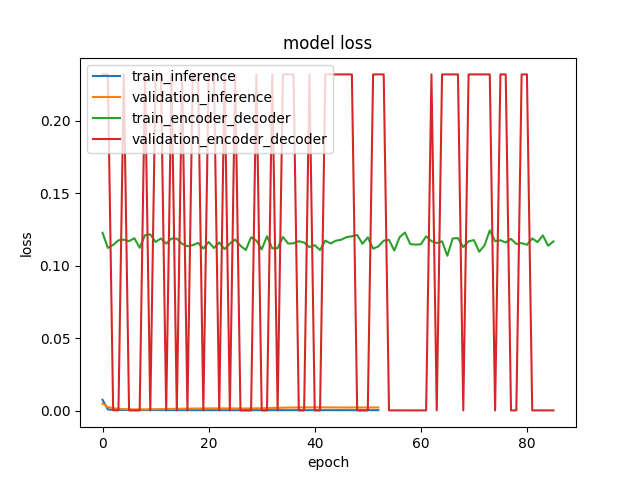 model loss
train_inference
validation_inference
train_encoder_decoder
validation_encoder_decoder
loss
0.20
0.15
0.10
0.05
0.00
0 20 40 60 80
epoch